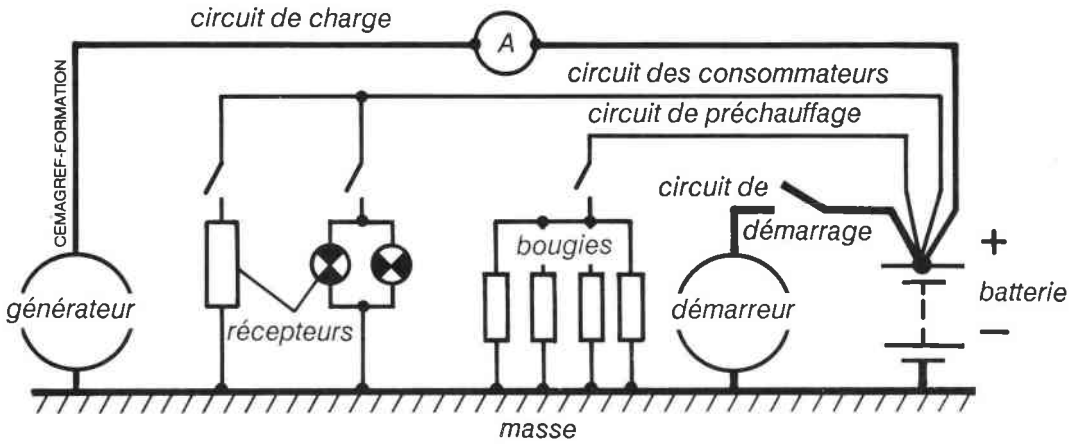 circuit de charge
A
circuit des consommateurs
circuit de préchauffage
CEMAGREF-FORMATION
circuit de
démarrage
bougies
générateur
récepteurs
démarreur
+
batterie
−
masse